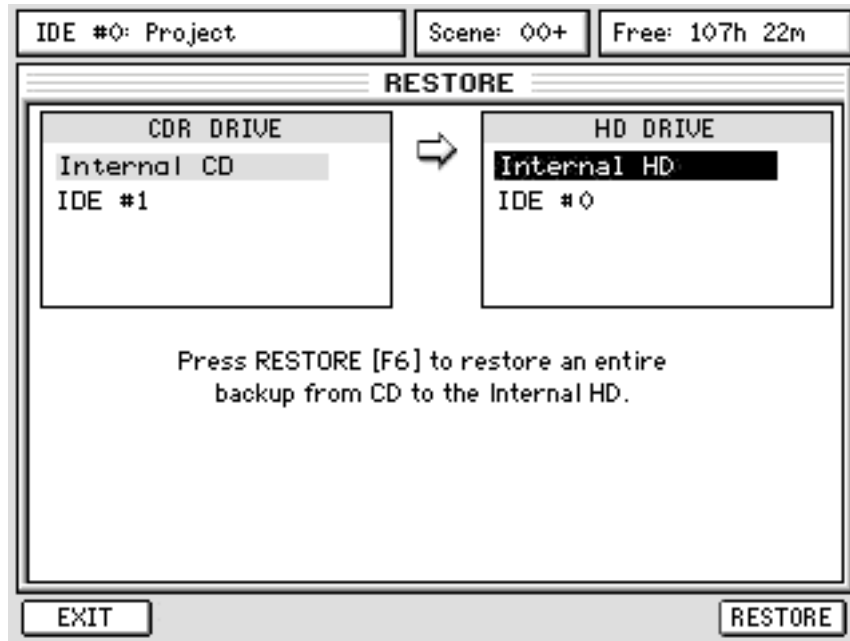 IDE #0: Project
Scene: 00+
Free: 107h 22m
RESTORE
CDR DRIVE
Internal CD
IDE #1
HD DRIVE
Internal HD
IDE #0
Press RESTORE [F6] to restore an entire
backup from CD to the Internal HD.
EXIT
RESTORE